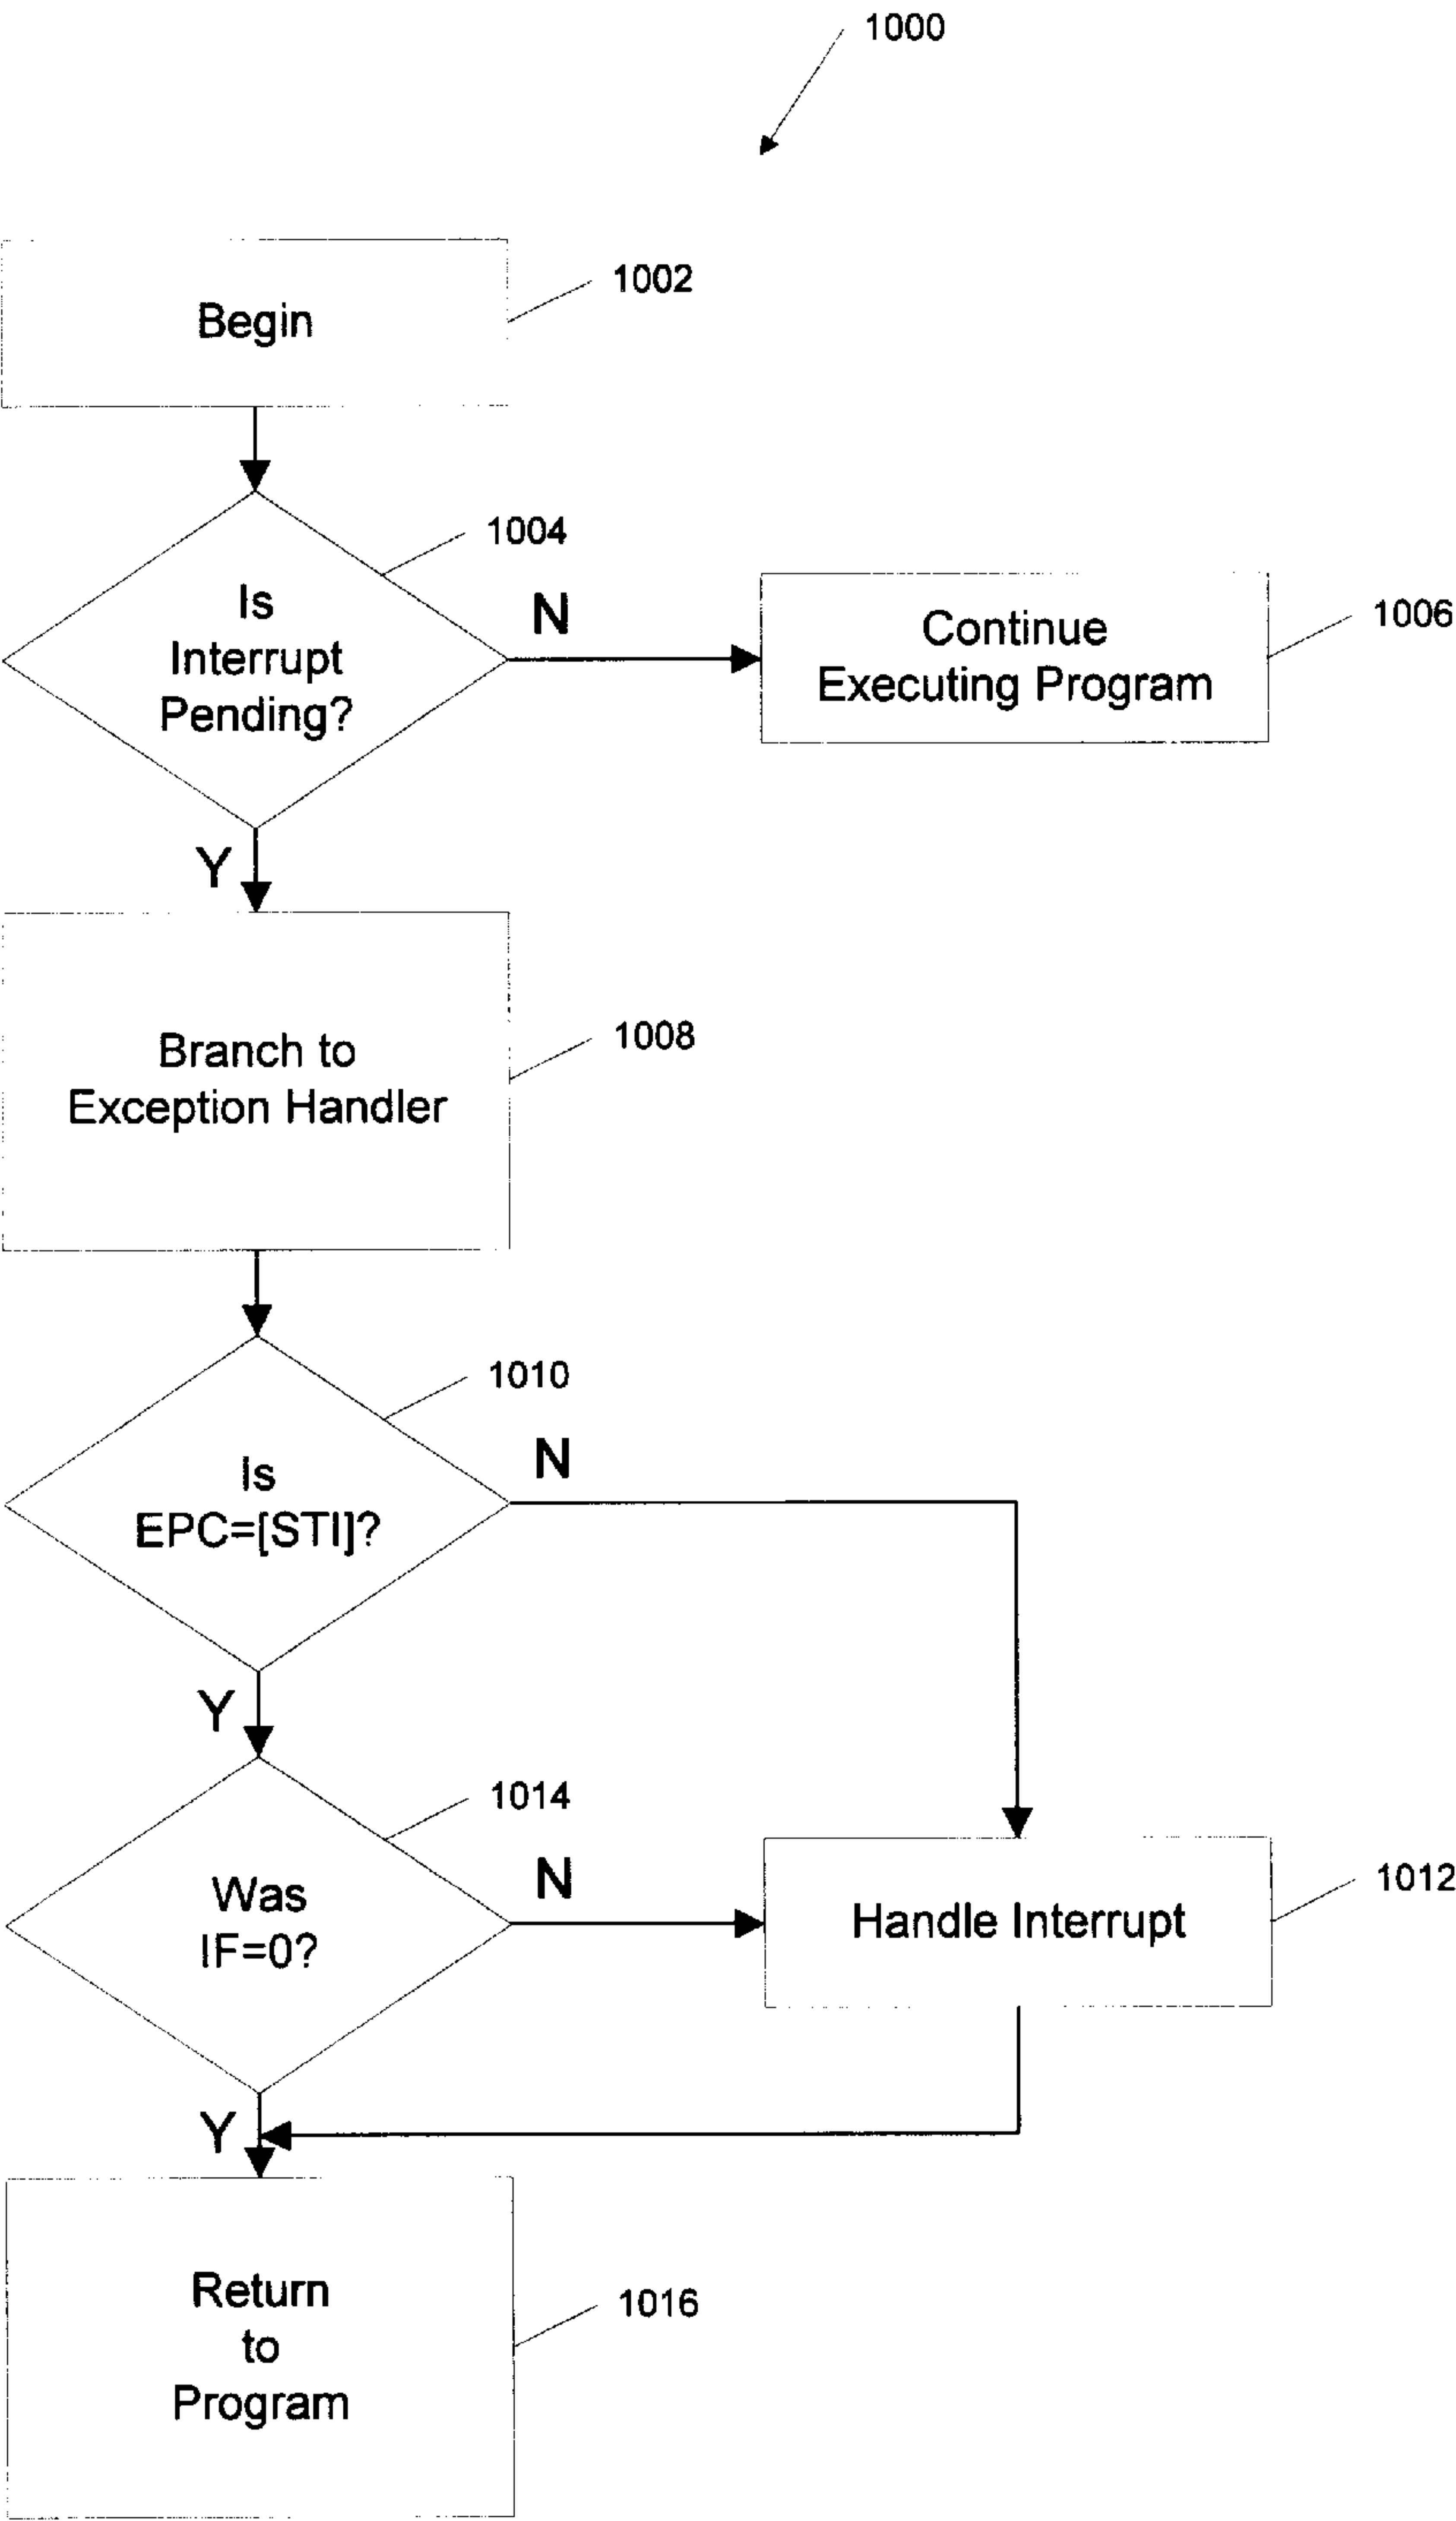 1000
Begin
1002
Is
Interrupt
Pending?
1004
N
Continue
Executing Program
1006
Y
Branch to
Exception Handler
1008
Is
EPC=[STI]?
1010
N
Y
Was
IF=0?
1014
N
Handle Interrupt
1012
Y
Return
to
Program
1016